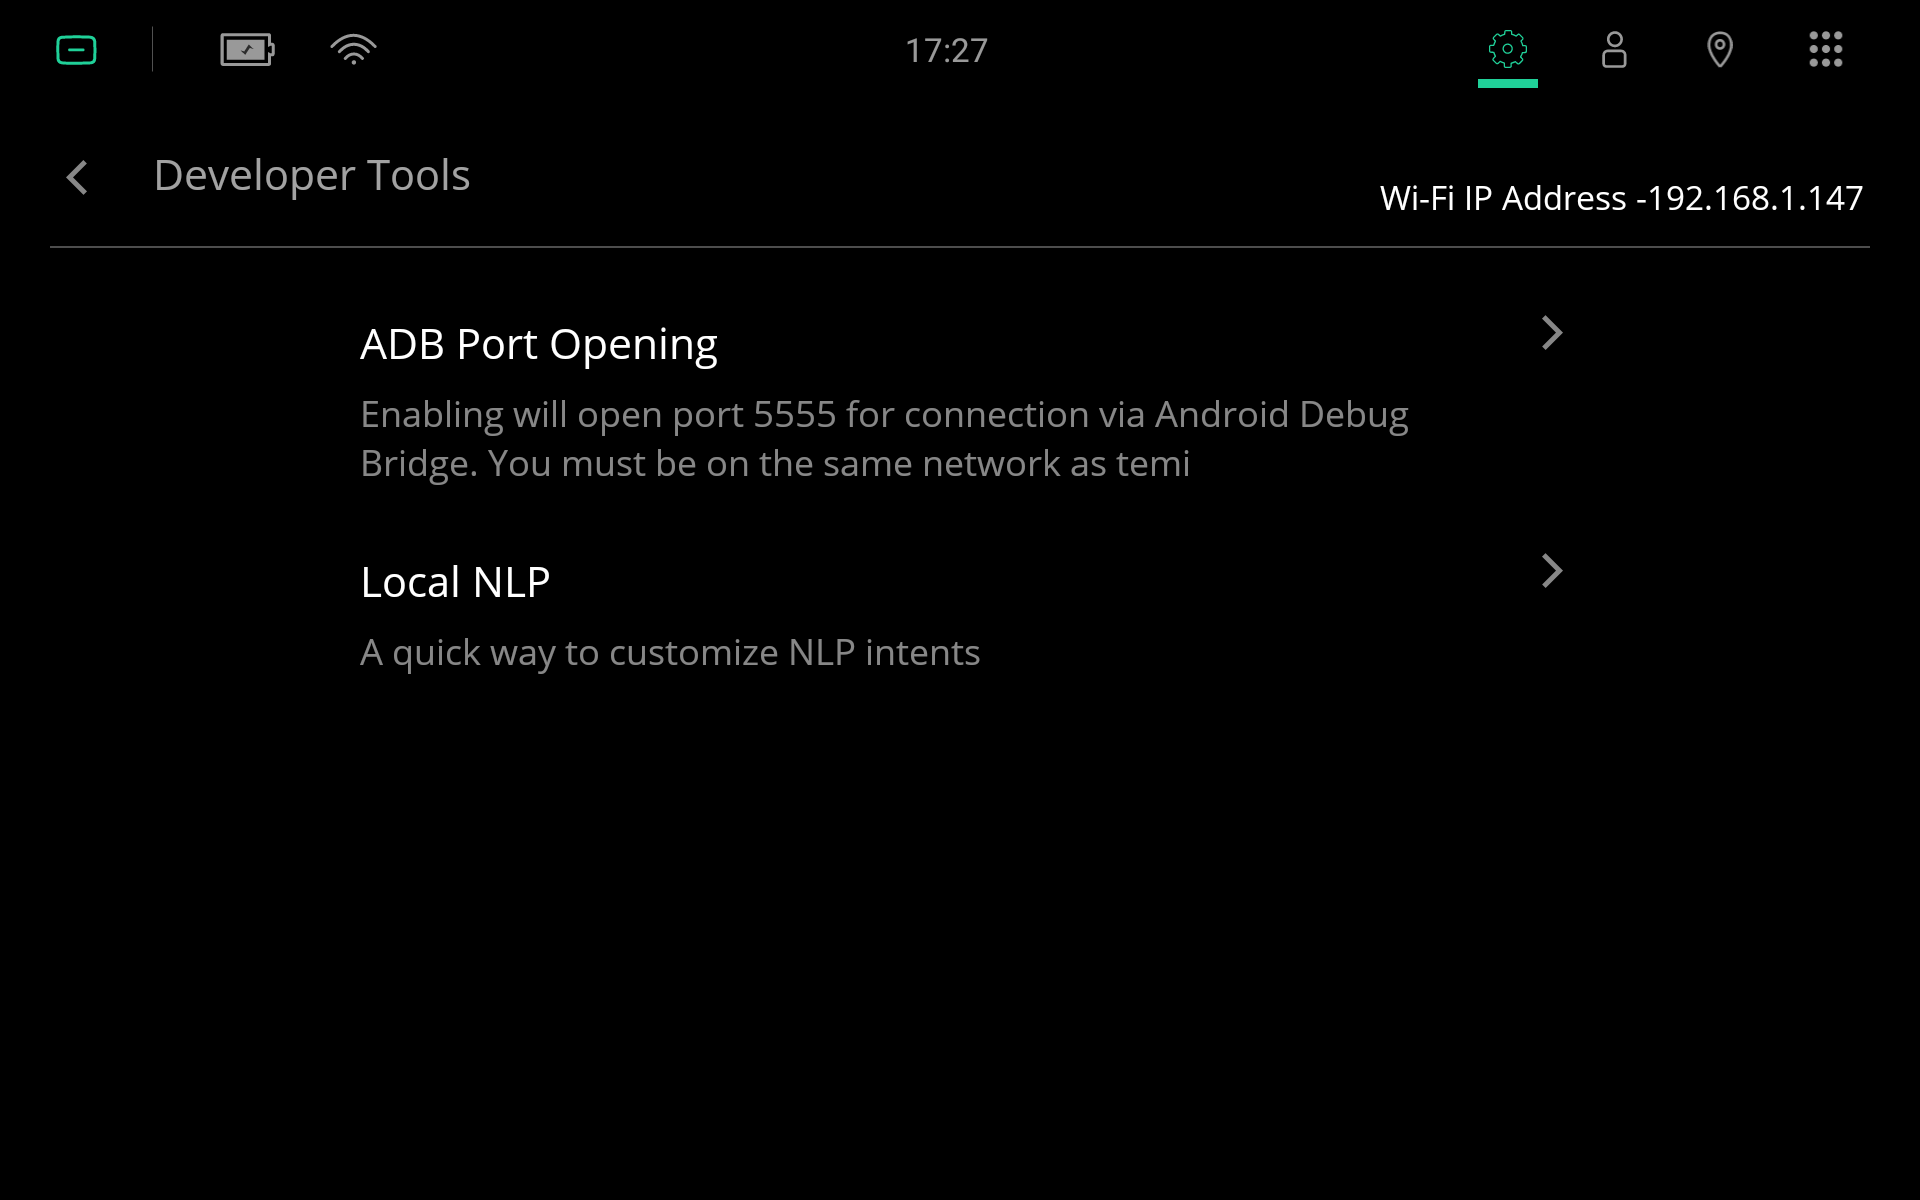 17:27
Developer Tools
Wi-Fi IP Address -192.168.1.147
ADB Port Opening
Enabling will open port 5555 for connection via Android Debug
Bridge. You must be on the same network as temi
Local NLP
A quick way to customize NLP intents